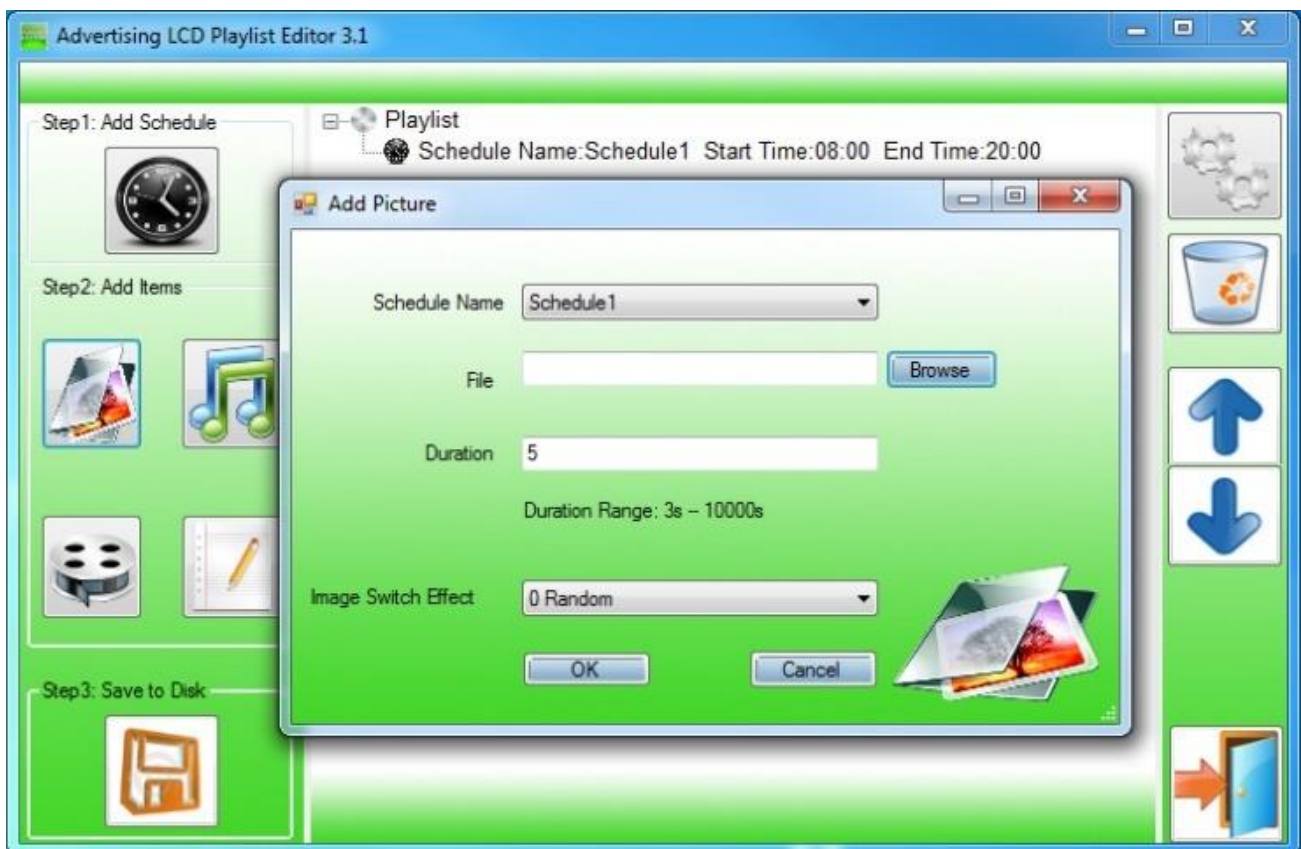 Advertising LCD Playlist Editor 3.1
Step1: Add Schedule
Playlist
Schedule Name:Schedule1 Start Time:08:00 End Time:20:00
Add Picture
Step2: Add Items
Schedule Name Schedule1
File Browse
Duration 5
Duration Range: 3s – 10000s
Image Switch Effect 0 Random
OK Cancel
Step3: Save to Disk